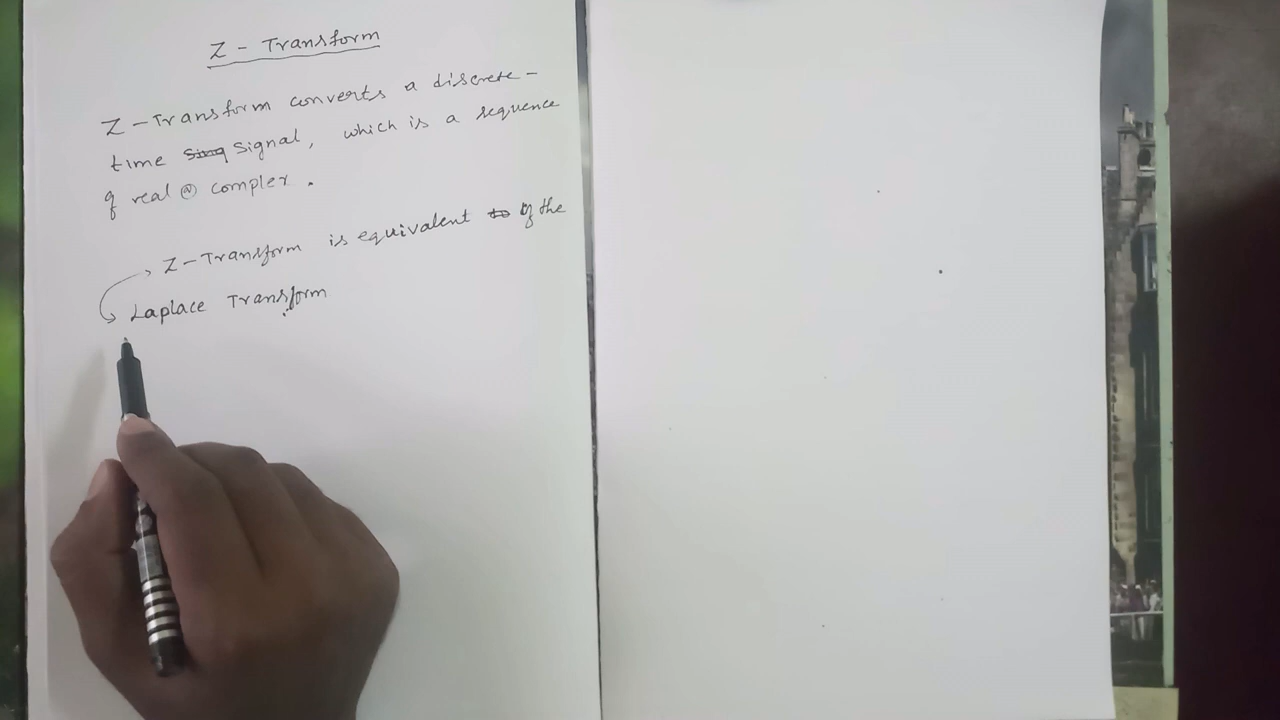 Z - Transform
Z - Transform converts a discrete -
time Sinq Signal, which is a sequence
of real @ complex .
Z - Transform is equivalent to of the
Laplace Transform